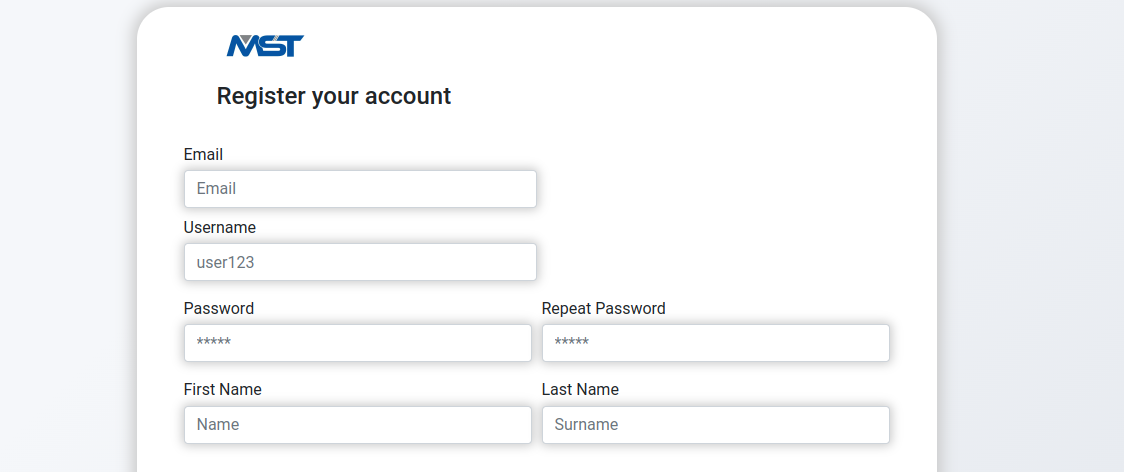 MST
Register your account
Email
Email
Username
user123
Password Repeat Password
***** *****
First Name Last Name
Name Surname